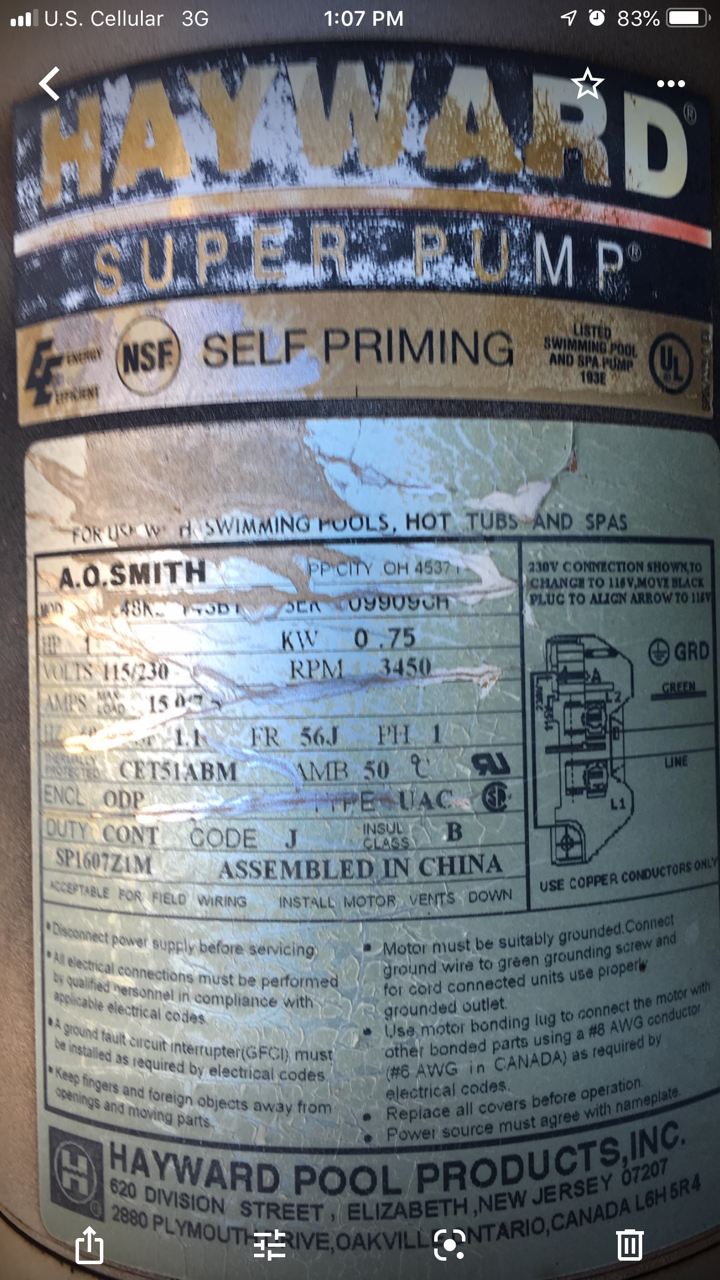 U.S. Cellular 3G 1:07 PM 83%
HAYWARD®
SUPER PUMP®
ENERGY
EFFICIENT
NSF SELF PRIMING
LISTED
SWIMMING POOL
AND SPA PUMP
UL
FOR SWIMMING POOLS, HOT TUBS AND SPAS
A.O.SMITH CITY OH
SER 09909CH
HP 1 KW 0.75
VOLTS 115/230 RPM 3450
AMPS MAX LOAD
HZ FR 56J PH 1
THERMALLY
PROTECTED CET51ABM AMB 50 °C
ENCL ODP TYPE UAC
DUTY CONT CODE J INSUL CLASS B
SP1607Z1M ASSEMBLED IN CHINA
ACCEPTABLE FOR FIELD WIRING INSTALL MOTOR VENTS DOWN
230V CONNECTION SHOWN,TO
CHANGE TO 115V,MOVE BLACK
PLUG TO ALIGN ARROW TO 115V
GRD
GREEN
A
LINE
L1
USE COPPER CONDUCTORS ONLY
• Disconnect power supply before servicing
• All electrical connections must be performed
by qualified personnel in compliance with
applicable electrical codes
• A ground fault circuit interrupter(GFCI) must
be installed as required by electrical codes
• Keep fingers and foreign objects away from
openings and moving parts.
• Motor must be suitably grounded.Connect
ground wire to green grounding screw and
for cord connected units use properly
grounded outlet.
• Use motor bonding lug to connect the motor with
other bonded parts using a #8 AWG conductor
(#6 AWG in CANADA) as required by
electrical codes.
• Replace all covers before operation.
• Power source must agree with nameplate.
H HAYWARD POOL PRODUCTS,INC.
620 DIVISION STREET, ELIZABETH,NEW JERSEY 07207
2880 PLYMOUTH DRIVE,OAKVILLE ONTARIO,CANADA L6H 5R4